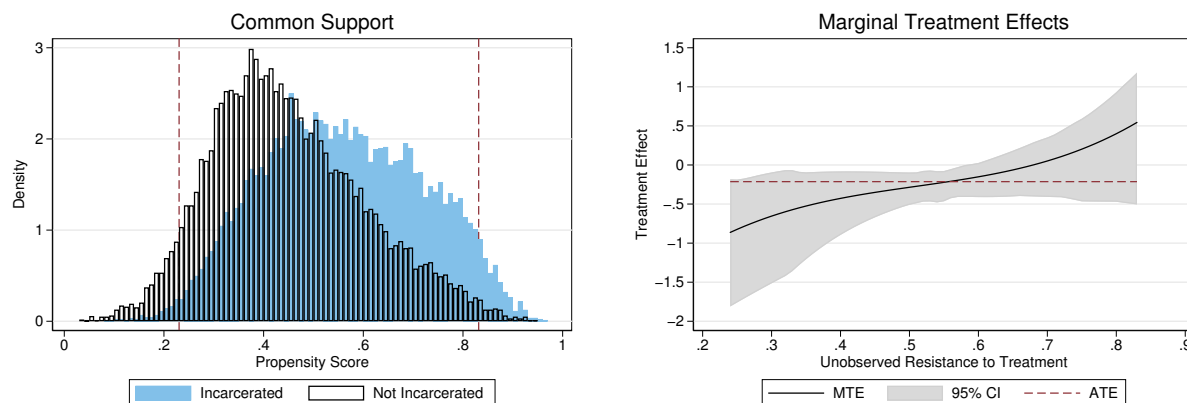 Common Support
3
2
1
0
Density
0 .2 .4 .6 .8 1
Propensity Score
Incarcerated Not Incarcerated
Marginal Treatment Effects
1.5
1
.5
0
−.5
−1
−1.5
−2
Treatment Effect
.2 .3 .4 .5 .6 .7 .8 .9
Unobserved Resistance to Treatment
MTE 95% CI ATE